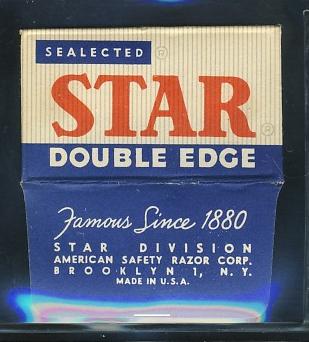 SEALECTED ®
STAR ®
DOUBLE EDGE
Famous Since 1880
STAR DIVISION
AMERICAN SAFETY RAZOR CORP.
BROOKLYN 1, N.Y.
MADE IN U.S.A.